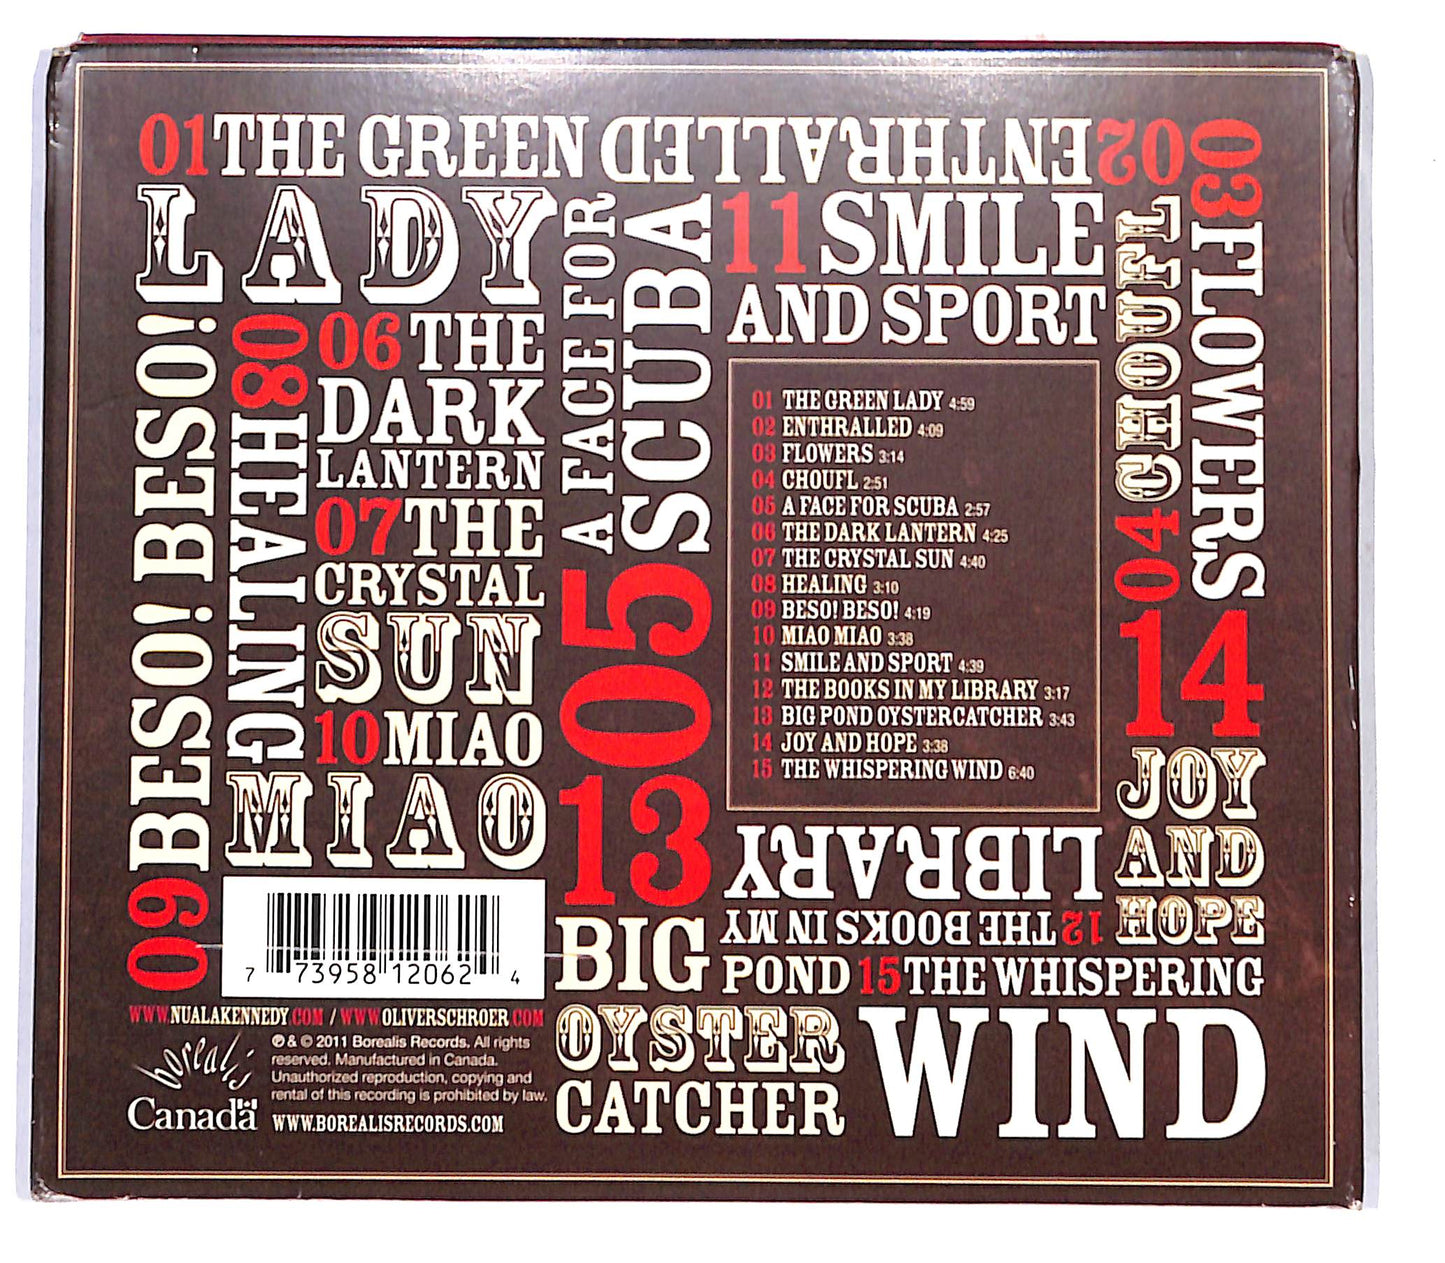 01 THE GREEN
LADY
ENTHRALLED 02
03 FLOWERS
04 CHOUFL
A FACE FOR
SCUBA
05
11 SMILE
AND SPORT
06 THE
DARK
LANTERN
07 THE
CRYSTAL
SUN
08 HEALING
09 BESO! BESO!
10 MIAO
MIAO
01 THE GREEN LADY 4:59
02 ENTHRALLED 4:09
03 FLOWERS 3:14
04 CHOUFL 2:51
05 A FACE FOR SCUBA 2:57
06 THE DARK LANTERN 4:25
07 THE CRYSTAL SUN 4:40
08 HEALING 3:10
09 BESO! BESO! 4:19
10 MIAO MIAO 3:38
11 SMILE AND SPORT 4:39
12 THE BOOKS IN MY LIBRARY 3:17
13 BIG POND OYSTERCATCHER 3:43
14 JOY AND HOPE 3:38
15 THE WHISPERING WIND 6:40
12 THE BOOKS IN MY
LIBRARY
13
BIG
POND
OYSTER
CATCHER
14
JOY
AND
HOPE
15 THE WHISPERING
WIND
7 73958 12062 4
WWW.NUALAKENNEDY.COM / WWW.OLIVERSCHROER.COM
borealis
Canada
℗ & © 2011 Borealis Records. All rights
reserved. Manufactured in Canada.
Unauthorized reproduction, copying and
rental of this recording is prohibited by law.
WWW.BOREALISRECORDS.COM